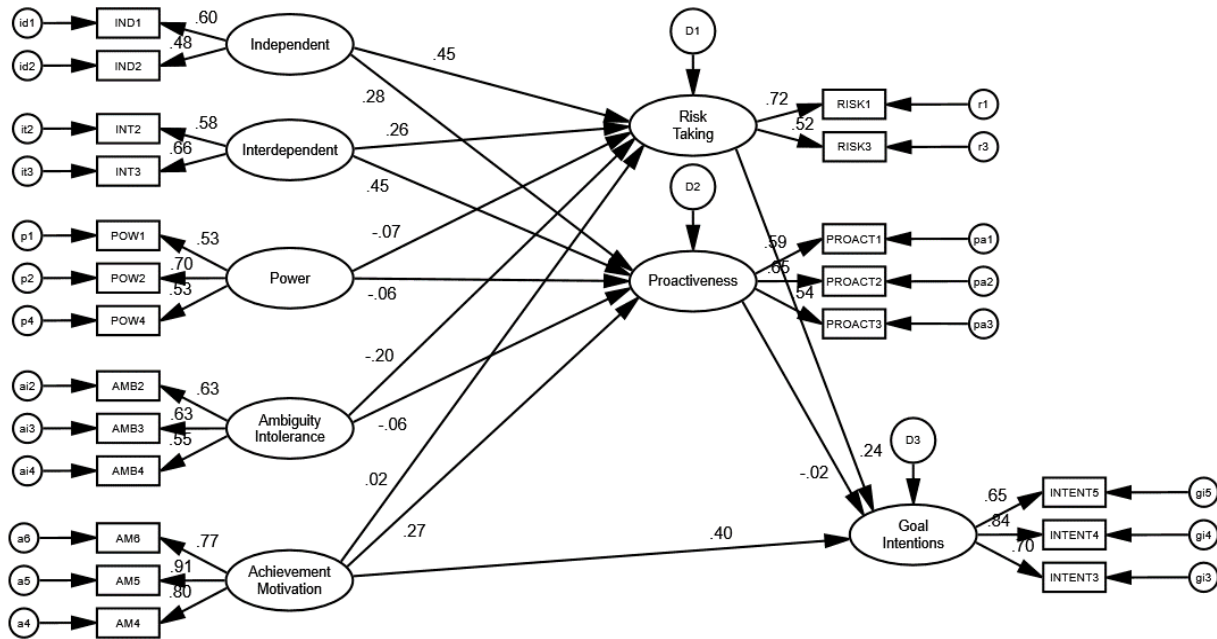 id1
IND1
.60
id2
IND2
.48
Independent
it2
INT2
.58
it3
INT3
.66
Interdependent
p1
POW1
.53
p2
POW2
.70
p4
POW4
.53
Power
ai2
AMB2
.63
ai3
AMB3
.63
ai4
AMB4
.55
Ambiguity
Intolerance
a6
AM6
.77
a5
AM5
.91
a4
AM4
.80
Achievement
Motivation
.45
.28
.26
.45
-.07
-.06
-.20
-.06
.02
.27
.40
D1
Risk
Taking
.72
RISK1
r1
.52
RISK3
r3
D2
Proactiveness
.59
PROACT1
pa1
.65
PROACT2
pa2
.54
PROACT3
pa3
.24
-.02
D3
Goal
Intentions
.65
INTENT5
gi5
.84
INTENT4
gi4
.70
INTENT3
gi3